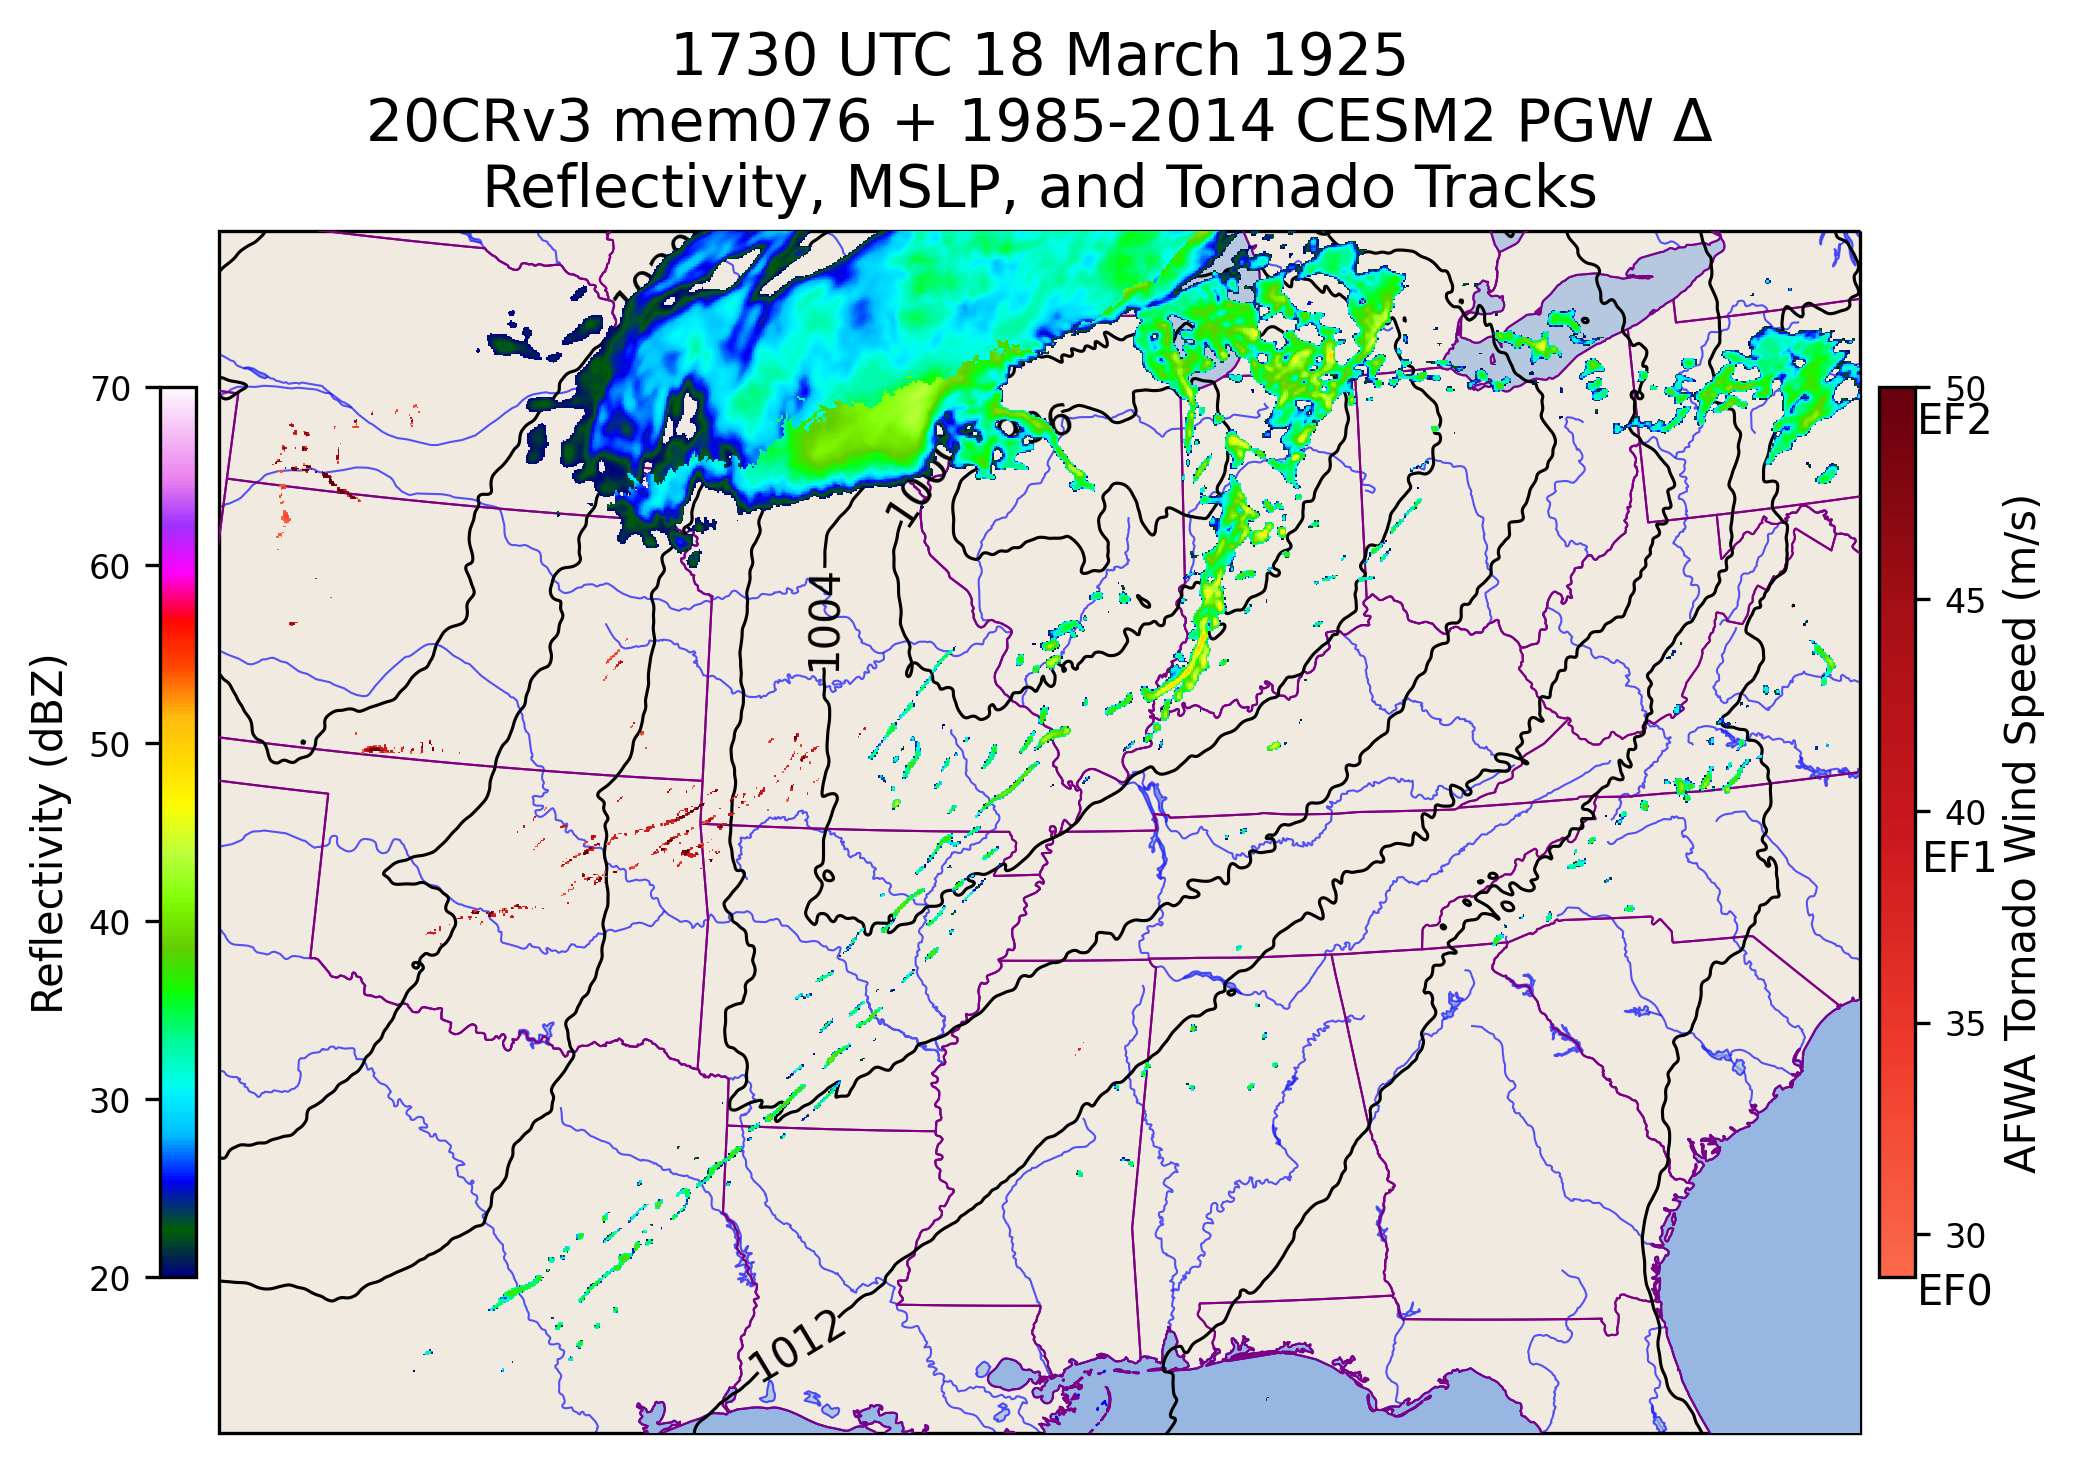 1730 UTC 18 March 1925
20CRv3 mem076 + 1985-2014 CESM2 PGW Δ
Reflectivity, MSLP, and Tornado Tracks
Reflectivity (dBZ)
70
60
50
40
30
20
1004
1012
50
EF2
45
40
EF1
35
30
EF0
AFWA Tornado Wind Speed (m/s)